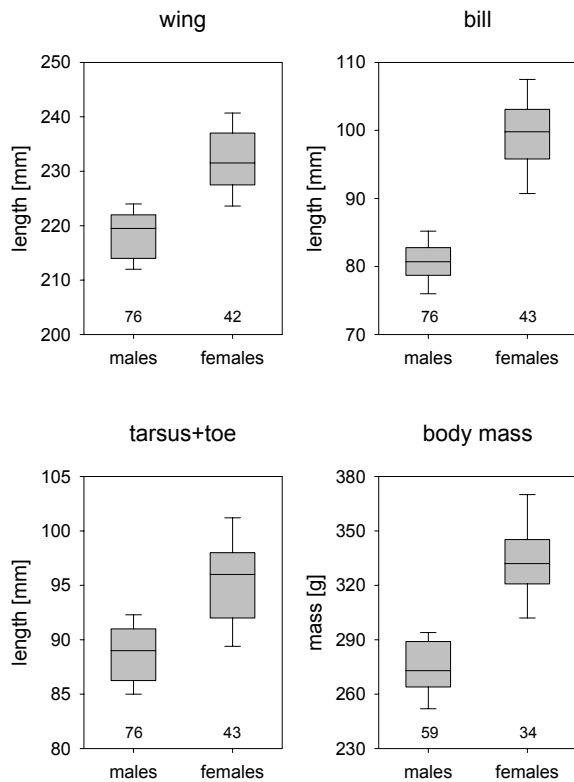 wing
length [mm]
250
240
230
220
210
200
76
42
males
females
bill
length [mm]
110
100
90
80
70
76
43
males
females
tarsus+toe
length [mm]
105
100
95
90
85
80
76
43
males
females
body mass
mass [g]
380
350
320
290
260
230
59
34
males
females